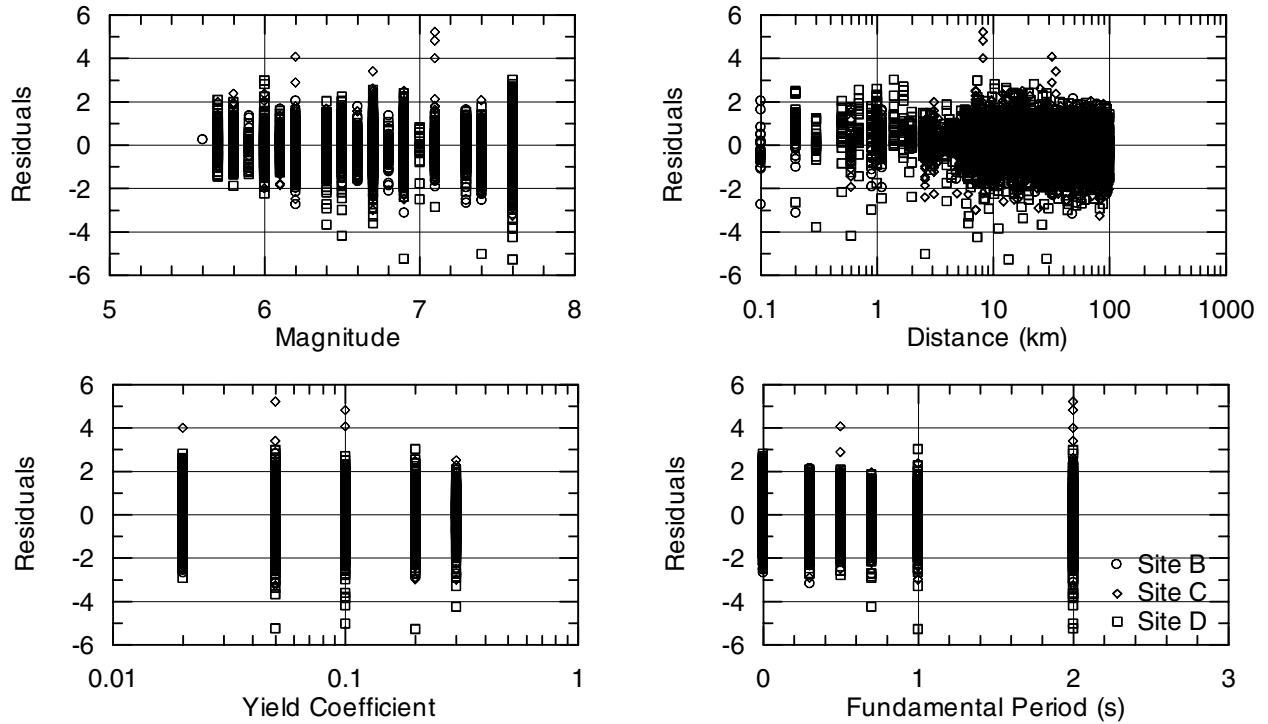 6
4
2
0
-2
-4
-6
Residuals
5 6 7 8
Magnitude
6
4
2
0
-2
-4
-6
Residuals
0.1 1 10 100 1000
Distance (km)
6
4
2
0
-2
-4
-6
Residuals
0.01 0.1 1
Yield Coefficient
6
4
2
0
-2
-4
-6
Residuals
Site B
Site C
Site D
0 1 2 3
Fundamental Period (s)